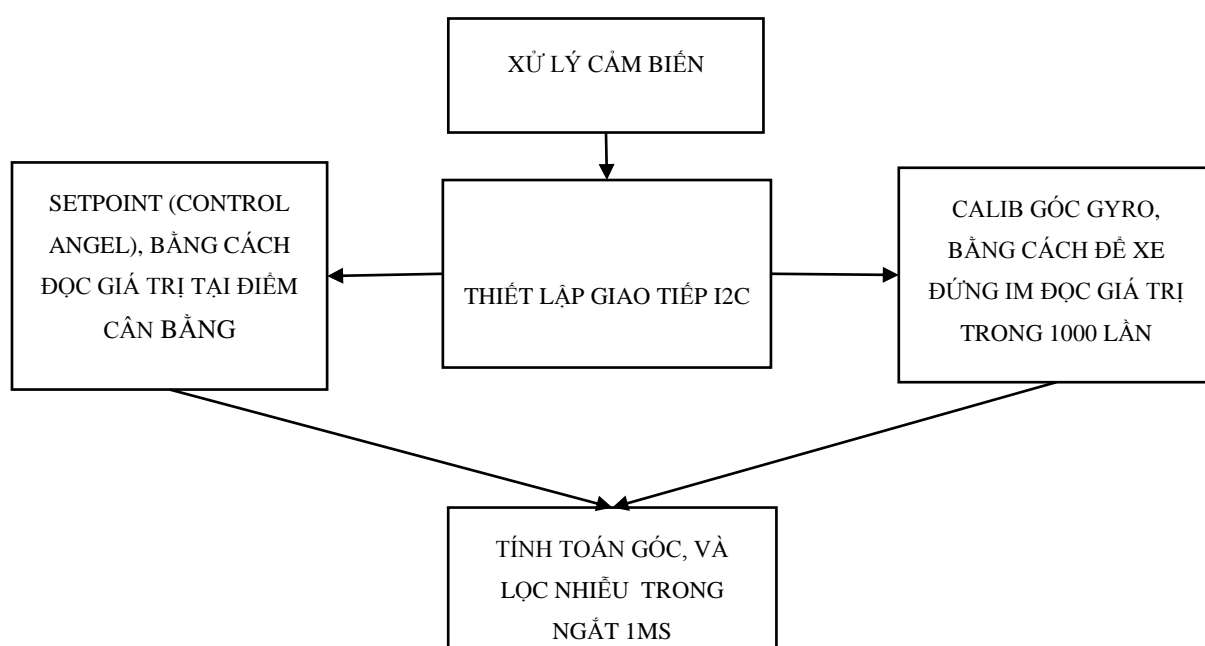 XỬ LÝ CẢM BIẾN
SETPOINT (CONTROL
ANGEL), BẰNG CÁCH
ĐỌC GIÁ TRỊ TẠI ĐIỂM
CÂN BẰNG
THIẾT LẬP GIAO TIẾP I2C
CALIB GÓC GYRO,
BẰNG CÁCH ĐỂ XE
ĐỨNG IM ĐỌC GIÁ TRỊ
TRONG 1000 LẦN
TÍNH TOÁN GÓC, VÀ
LỌC NHIỄU TRONG
NGẮT 1MS